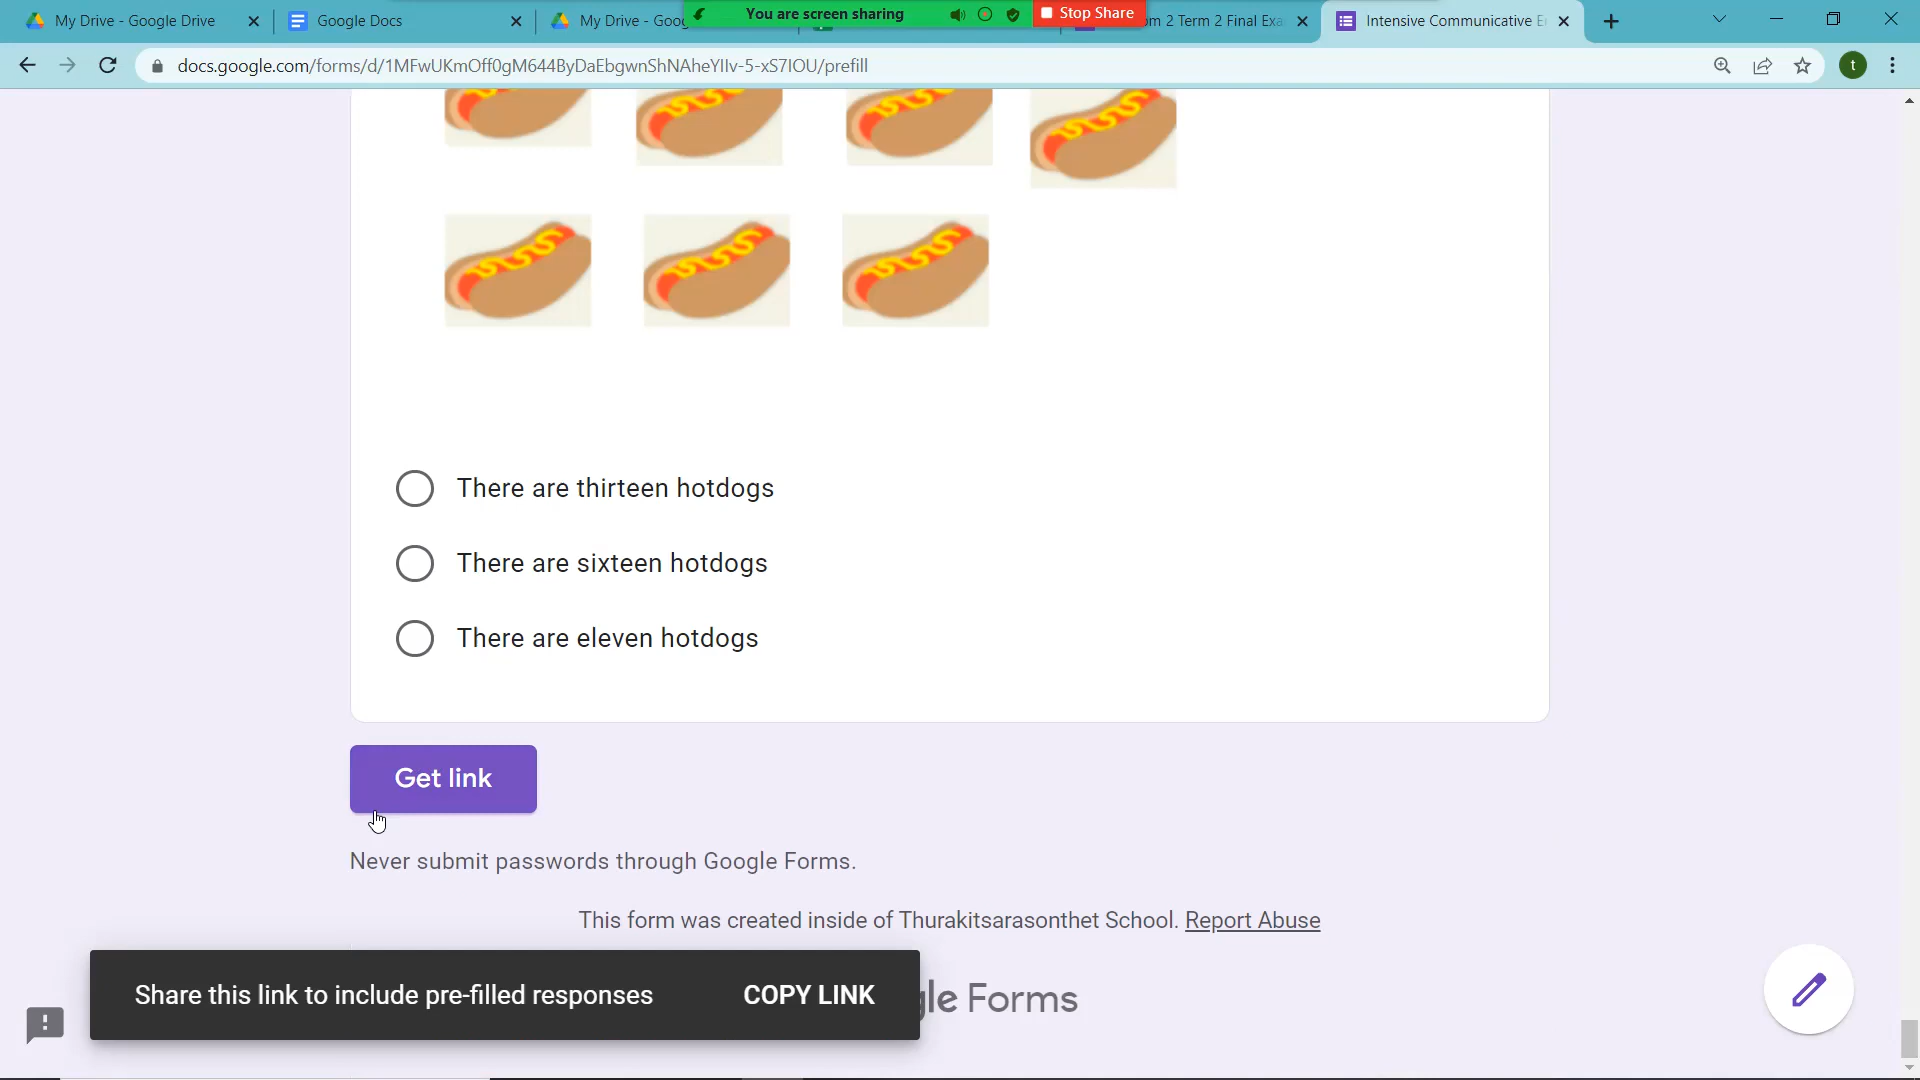 My Drive - Google Drive
Google Docs
My Drive - Goog
You are screen sharing
Stop Share
m 2 Term 2 Final Exa
Intensive Communicative E
docs.google.com/forms/d/1MFwUKmOff0gM644ByDaEbgwnShNAheYIIv-5-xS7IOU/prefill
t
There are thirteen hotdogs
There are sixteen hotdogs
There are eleven hotdogs
Get link
Never submit passwords through Google Forms.
This form was created inside of Thurakitsarasonthet School. Report Abuse
Share this link to include pre-filled responses
COPY LINK
gle Forms